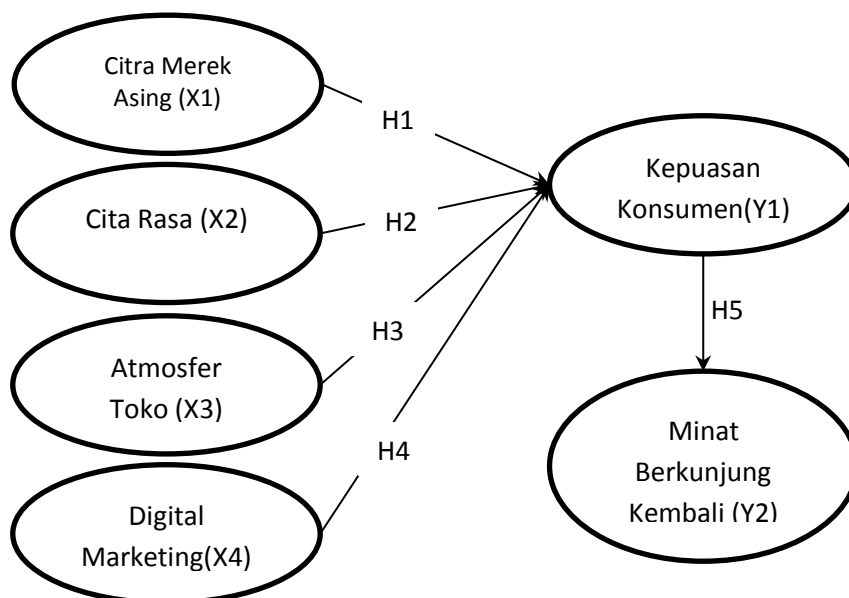 Citra Merek
Asing (X1)
H1
Cita Rasa (X2)
H2
Kepuasan
Konsumen(Y1)
H3
H5
Atmosfer
Toko (X3)
H4
Minat
Berkunjung
Kembali (Y2)
Digital
Marketing(X4)